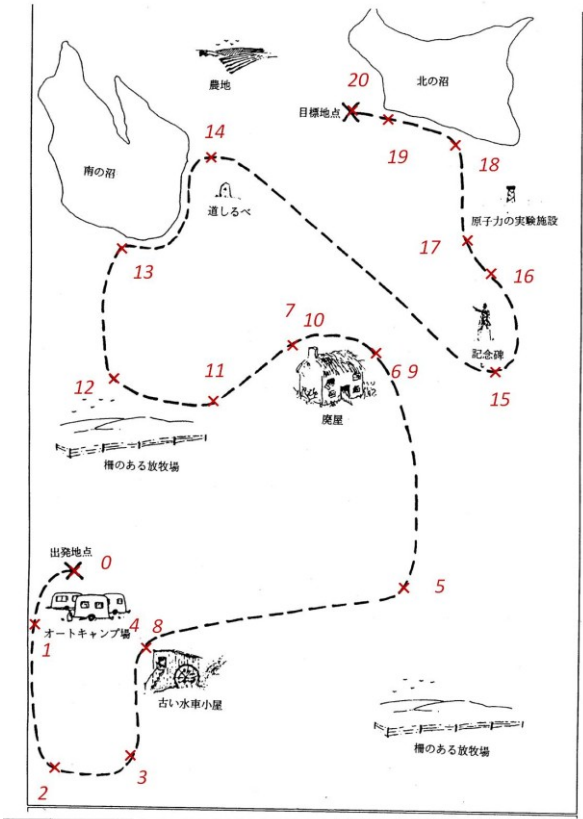 20
北の沼
農地
目標地点
14
19
18
南の沼
道しるべ
原子力の実験施設
17
13
16
7
10
記念碑
12
11
6 9
15
廃屋
柵のある放牧場
出発地点
0
5
オートキャンプ場
4 8
1
古い水車小屋
柵のある放牧場
2
3